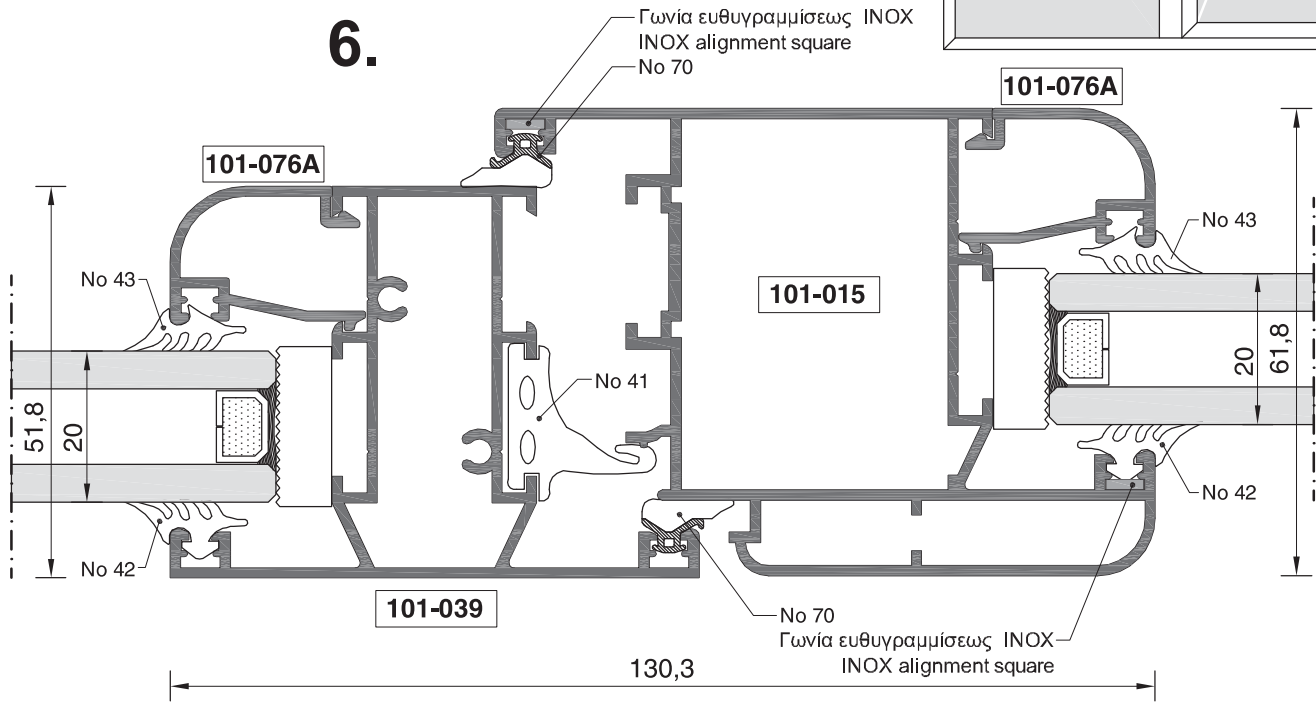 6.
Γωνία ευθυγραμμίσεως INOX
INOX alignment square
No 70
101-076A
101-076A
No 43
No 43
101-015
51,8
20
20
61,8
No 41
No 42
No 42
101-039
No 70
Γωνία ευθυγραμμίσεως INOX
INOX alignment square
130,3